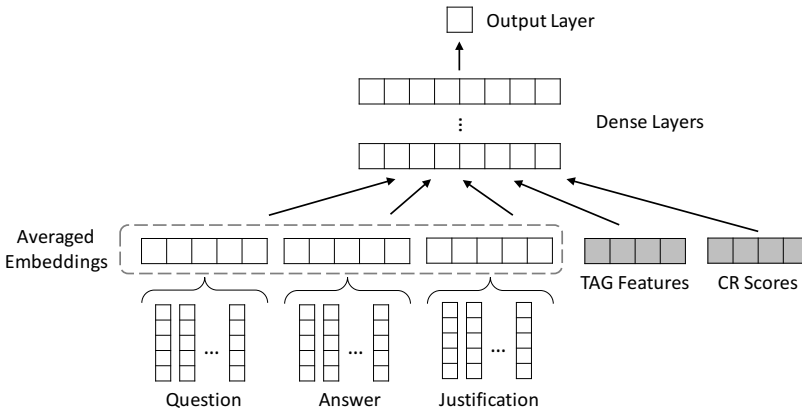 Output Layer
...
Dense Layers
Averaged
Embeddings
TAG Features
CR Scores
... ... ...
Question
Answer
Justification